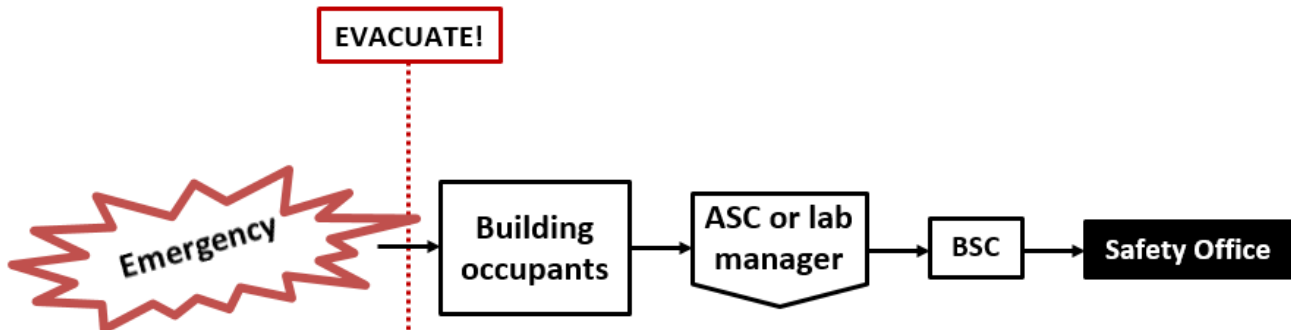 EVACUATE!
Emergency
Building
occupants
ASC or lab
manager
BSC
Safety Office